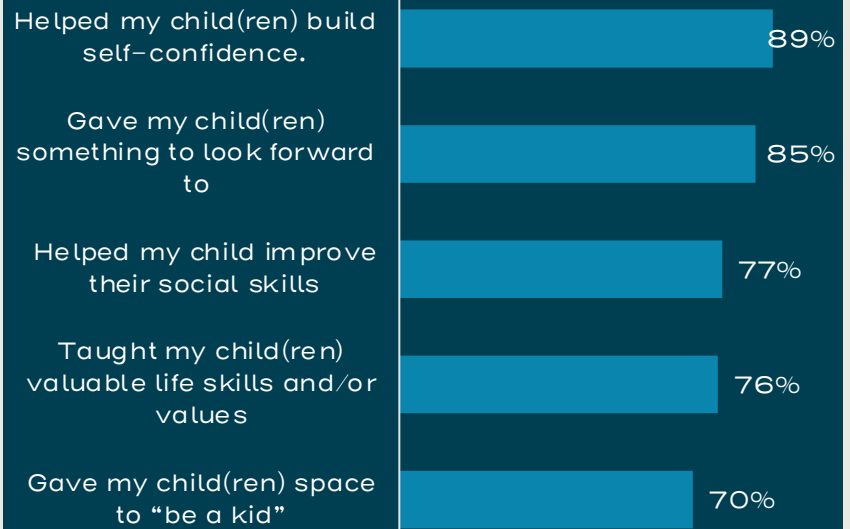 Helped my child(ren) build
self-confidence.
89%
Gave my child(ren)
something to look forward
to
85%
Helped my child improve
their social skills
77%
Taught my child(ren)
valuable life skills and/or
values
76%
Gave my child(ren) space
to “be a kid”
70%